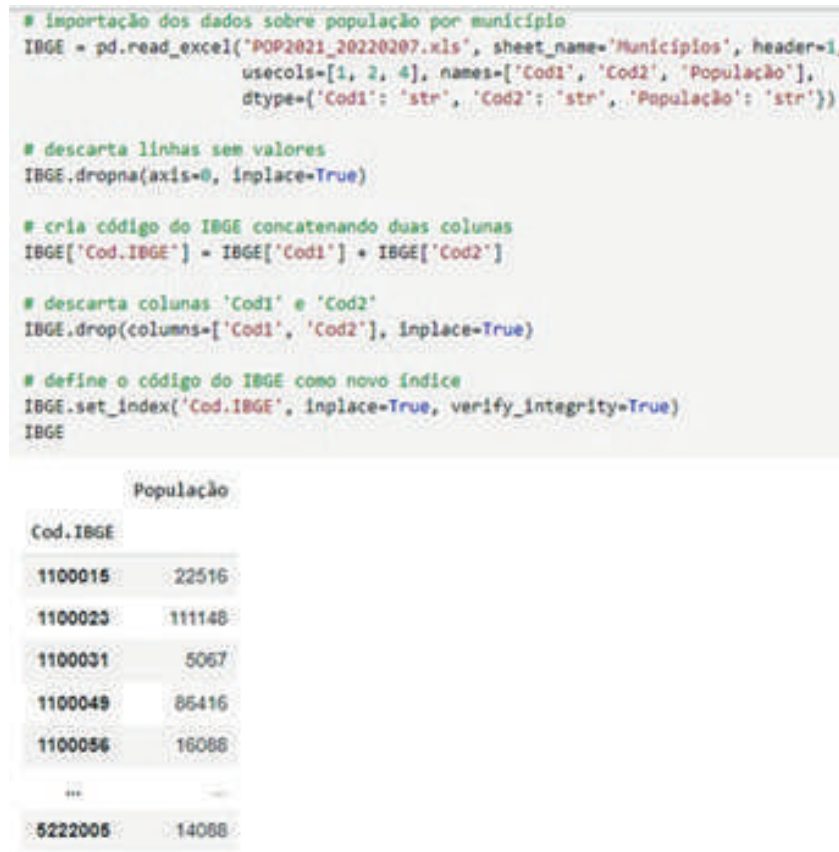 # importação dos dados sobre população por município
IBGE = pd.read_excel('POP2021_20220207.xls', sheet_name='Municípios', header=1,
usecols=[1, 2, 4], names=['Cod1', 'Cod2', 'População'],
dtype={'Cod1': 'str', 'Cod2': 'str', 'População': 'str'})
# descarta linhas sem valores
IBGE.dropna(axis=0, inplace=True)
# cria código do IBGE concatenando duas colunas
IBGE['Cod.IBGE'] = IBGE['Cod1'] + IBGE['Cod2']
# descarta colunas 'Cod1' e 'Cod2'
IBGE.drop(columns=['Cod1', 'Cod2'], inplace=True)
# define o código do IBGE como novo índice
IBGE.set_index('Cod.IBGE', inplace=True, verify_integrity=True)
IBGE
População
Cod.IBGE
1100015 22516
1100023 111148
1100031 5067
1100049 86416
1100056 16088
... ...
5222005 14088